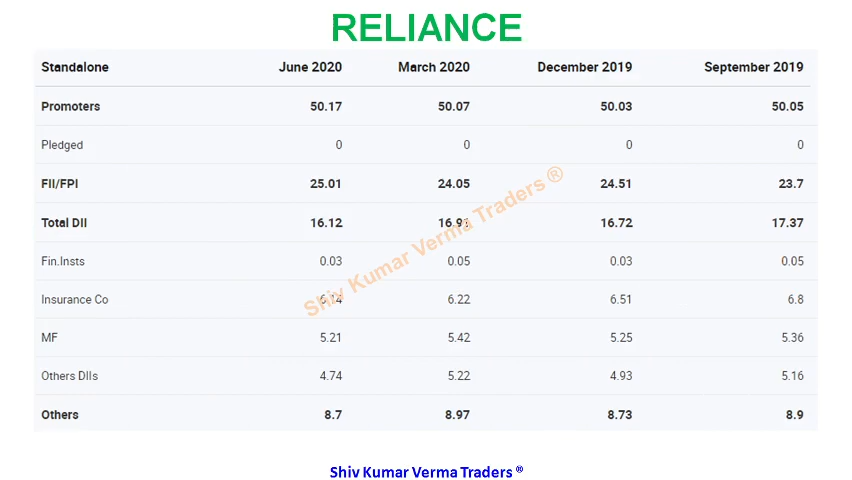 RELIANCE
Standalone June 2020 March 2020 December 2019 September 2019
Promoters 50.17 50.07 50.03 50.05
Pledged 0 0 0 0
FII/FPI 25.01 24.05 24.51 23.7
Total DII 16.12 16.91 16.72 17.37
Fin.Insts 0.03 0.05 0.03 0.05
Insurance Co 6.14 6.22 6.51 6.8
MF 5.21 5.42 5.25 5.36
Others DIIs 4.74 5.22 4.93 5.16
Others 8.7 8.97 8.73 8.9
Shiv Kumar Verma Traders ®
Shiv Kumar Verma Traders ®